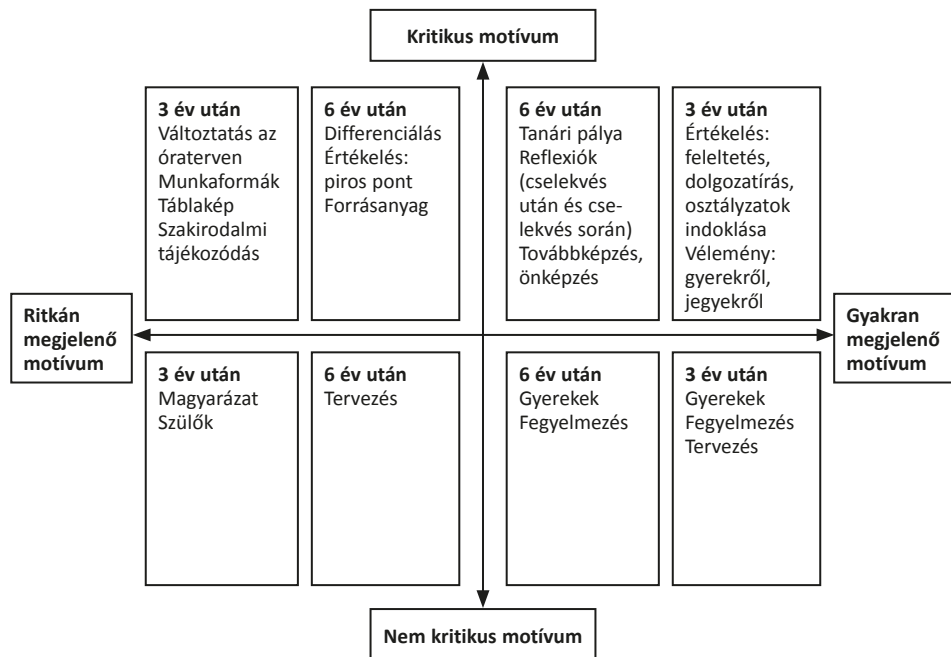 Kritikus motívum
3 év után
Változtatás az
óraterven
Munkaformák
Táblakép
Szakirodalmi
tájékozódás
6 év után
Differenciálás
Értékelés:
piros pont
Forrásanyag
6 év után
Tanári pálya
Reflexiók
(cselekvés
után és cse-
lekvés során)
Továbbképzés,
önképzés
3 év után
Értékelés:
feleltetés,
dolgozatírás,
osztályzatok
indoklása
Vélemény:
gyerekről,
jegyekről
Ritkán
megjelenő
motívum
Gyakran
megjelenő
motívum
3 év után
Magyarázat
Szülők
6 év után
Tervezés
6 év után
Gyerekek
Fegyelmezés
3 év után
Gyerekek
Fegyelmezés
Tervezés
Nem kritikus motívum